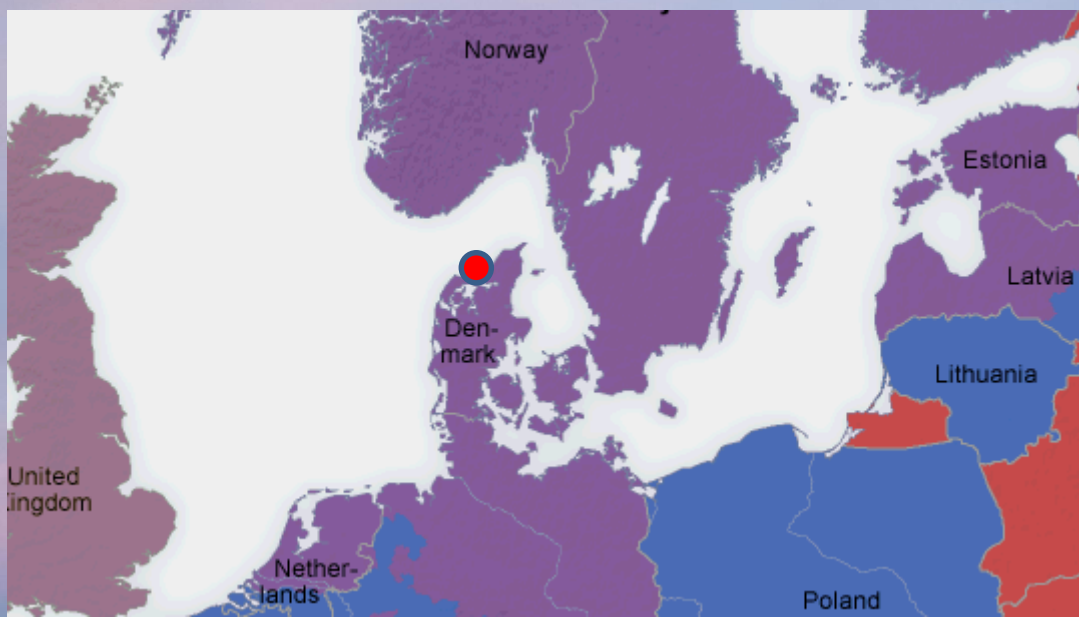 Norway
Estonia
Latvia
Den-
mark
Lithuania
United
Kingdom
Nether-
lands
Poland